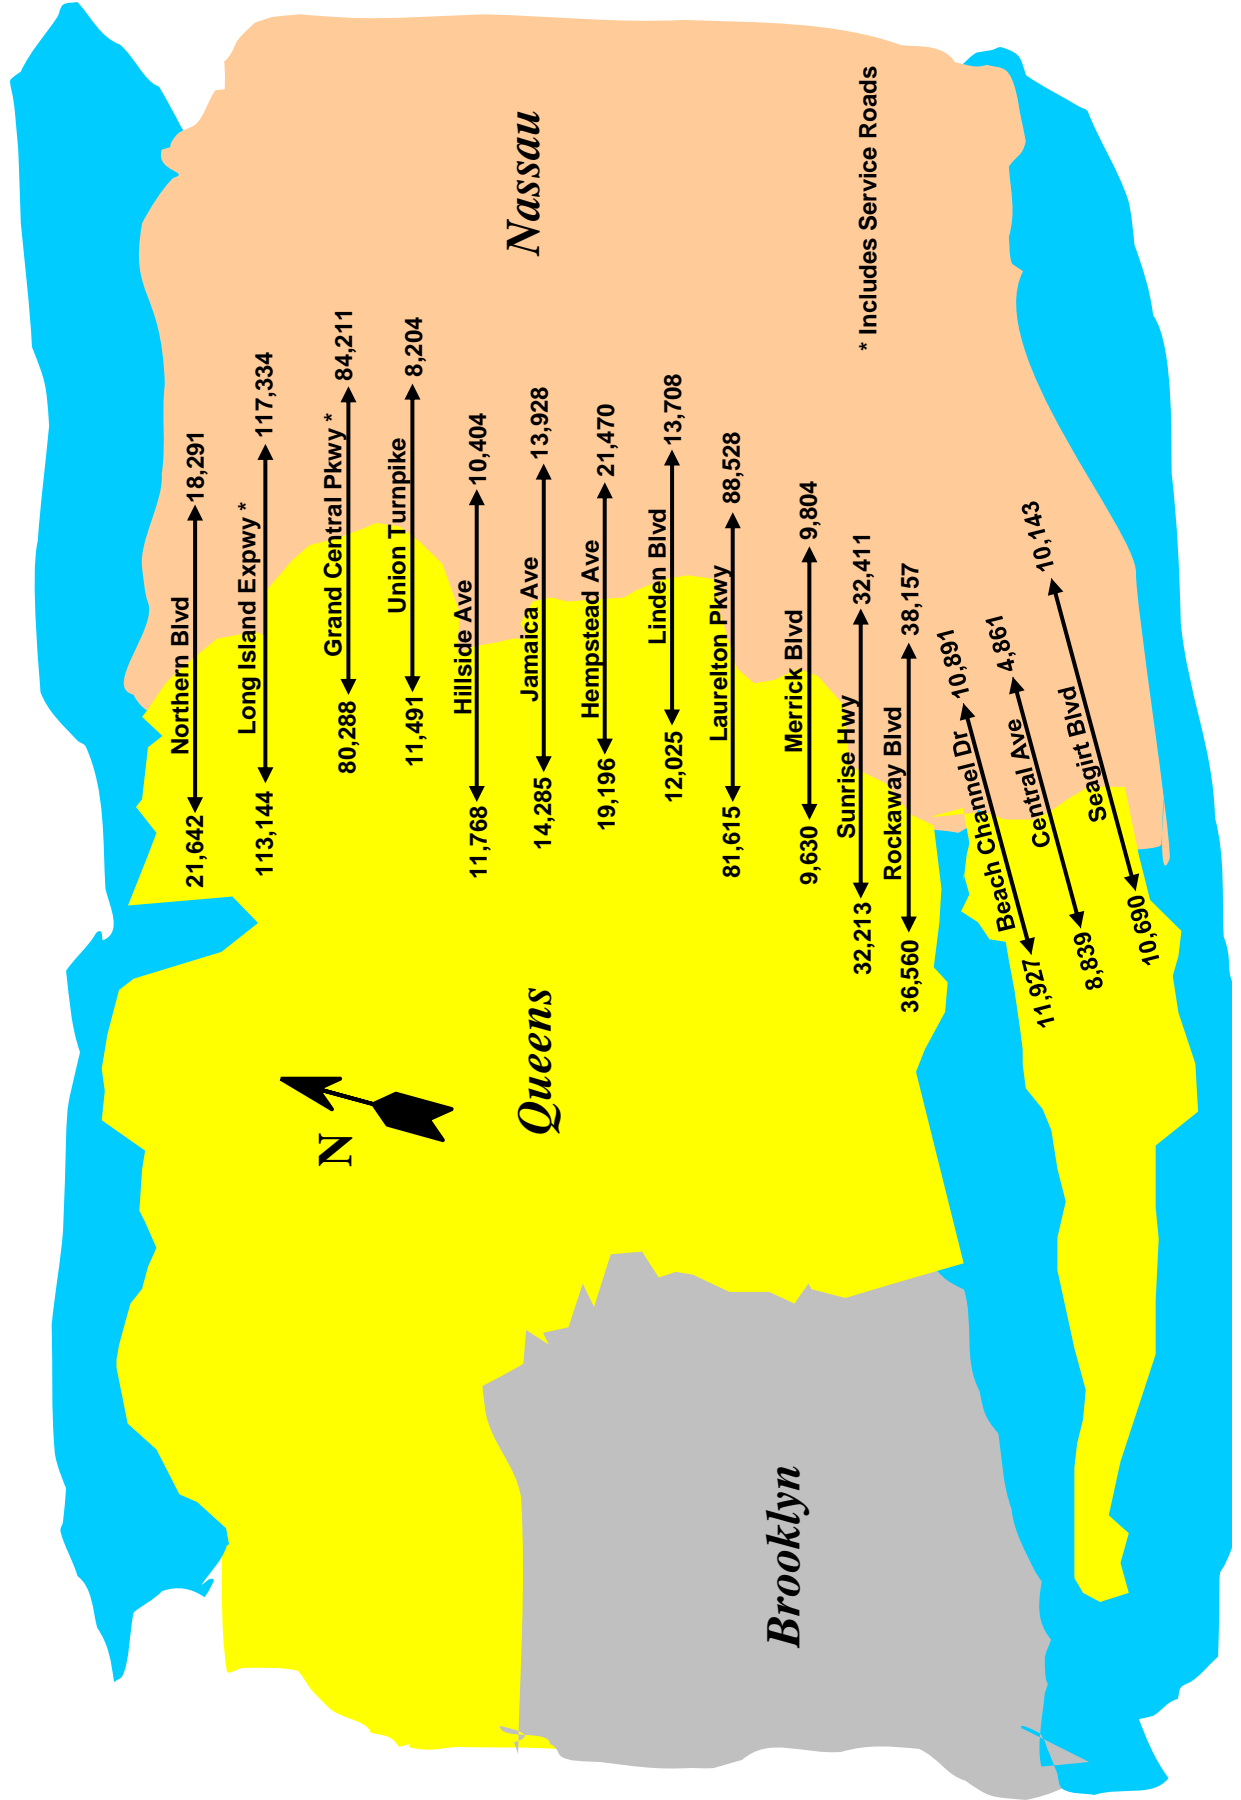 21,642 Northern Blvd 18,291
113,144 Long Island Expwy * 117,334
80,288 Grand Central Pkwy * 84,211
11,491 Union Turnpike 8,204
11,768 Hillside Ave 10,404
14,285 Jamaica Ave 13,928
19,196 Hempstead Ave 21,470
12,025 Linden Blvd 13,708
81,615 Laurelton Pkwy 88,528
9,630 Merrick Blvd 9,804
32,213 Sunrise Hwy 32,411
36,560 Rockaway Blvd 38,157
11,927 Beach Channel Dr 10,891
8,839 Central Ave 4,861
10,690 Seagirt Blvd 10,143
N
Queens
Nassau
Brooklyn
* Includes Service Roads